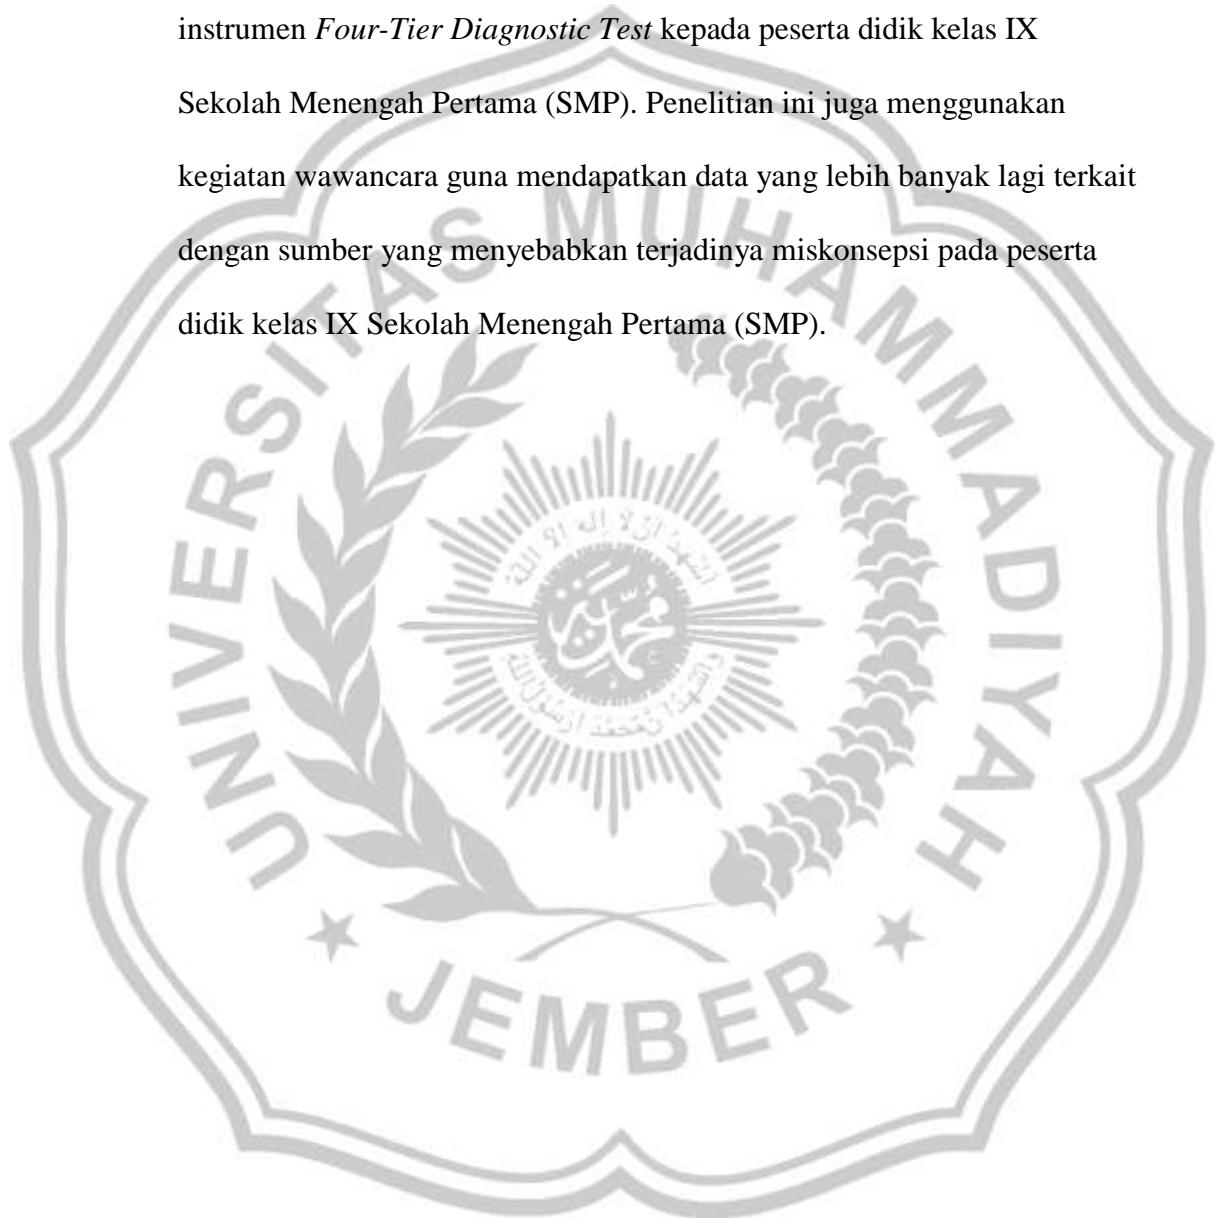 instrumen Four-Tier Diagnostic Test kepada peserta didik kelas IX
Sekolah Menengah Pertama (SMP). Penelitian ini juga menggunakan
kegiatan wawancara guna mendapatkan data yang lebih banyak lagi terkait
dengan sumber yang menyebabkan terjadinya miskonsepsi pada peserta
didik kelas IX Sekolah Menengah Pertama (SMP).
UNIVERSITAS MUHAMMADIYAH
JEMBER